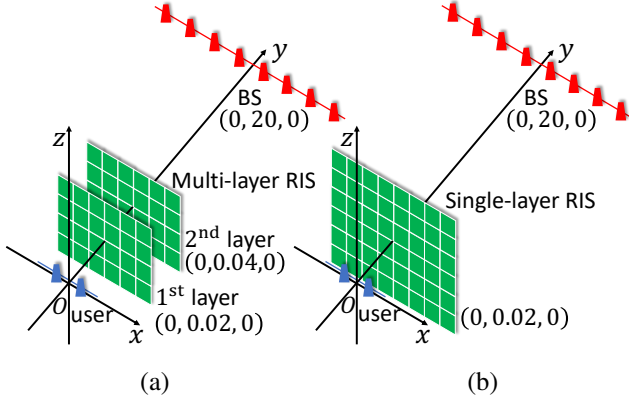 y
BS
(0, 20, 0)
z
Multi-layer RIS
2nd layer
(0,0.04,0)
1st layer
(0, 0.02, 0)
O
user
x
(a)
y
BS
(0, 20, 0)
z
Single-layer RIS
(0, 0.02, 0)
O
user
x
(b)